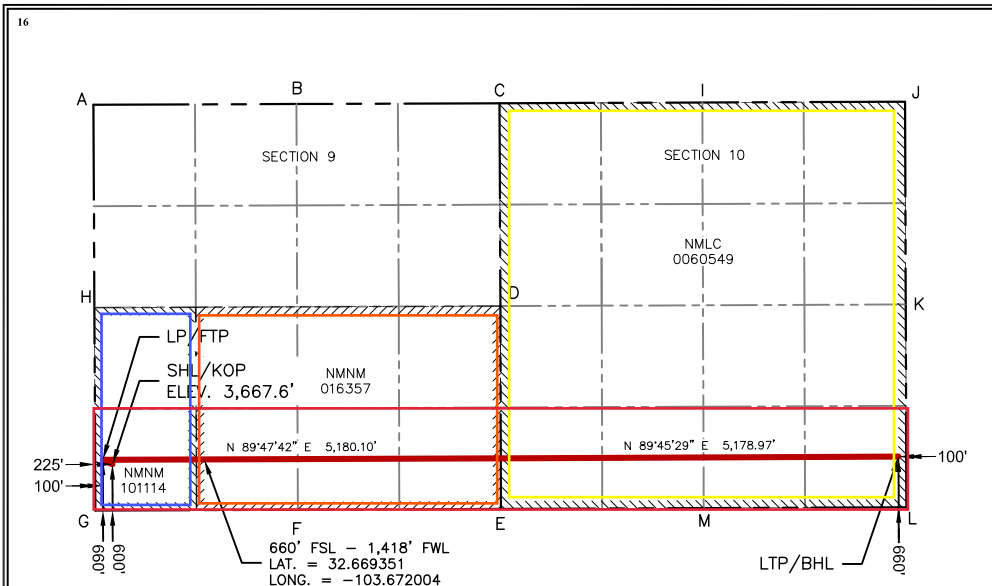 16
A
B
C
I
J
SECTION 9
SECTION 10
NMLC
0060549
H
D
K
LP/FTP
SHL/KOP
ELEV. 3,667.6'
NMNM
016357
N 89°47'42" E 5,180.10'
N 89°45'29" E 5,178.97'
225'
100'
100'
NMNM
101114
G
F
E
M
L
660'
600'
660' FSL – 1,418' FWL
LAT. = 32.669351
LONG. = -103.672004
LTP/BHL
660'